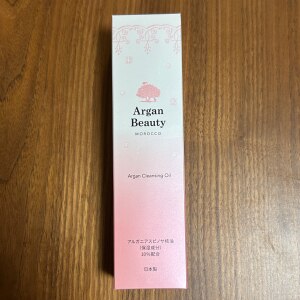 Argan
Beauty
MOROCCO
Argan Cleansing Oil
アルガニアスピノサ核油
(保湿成分)
30%配合
日本製